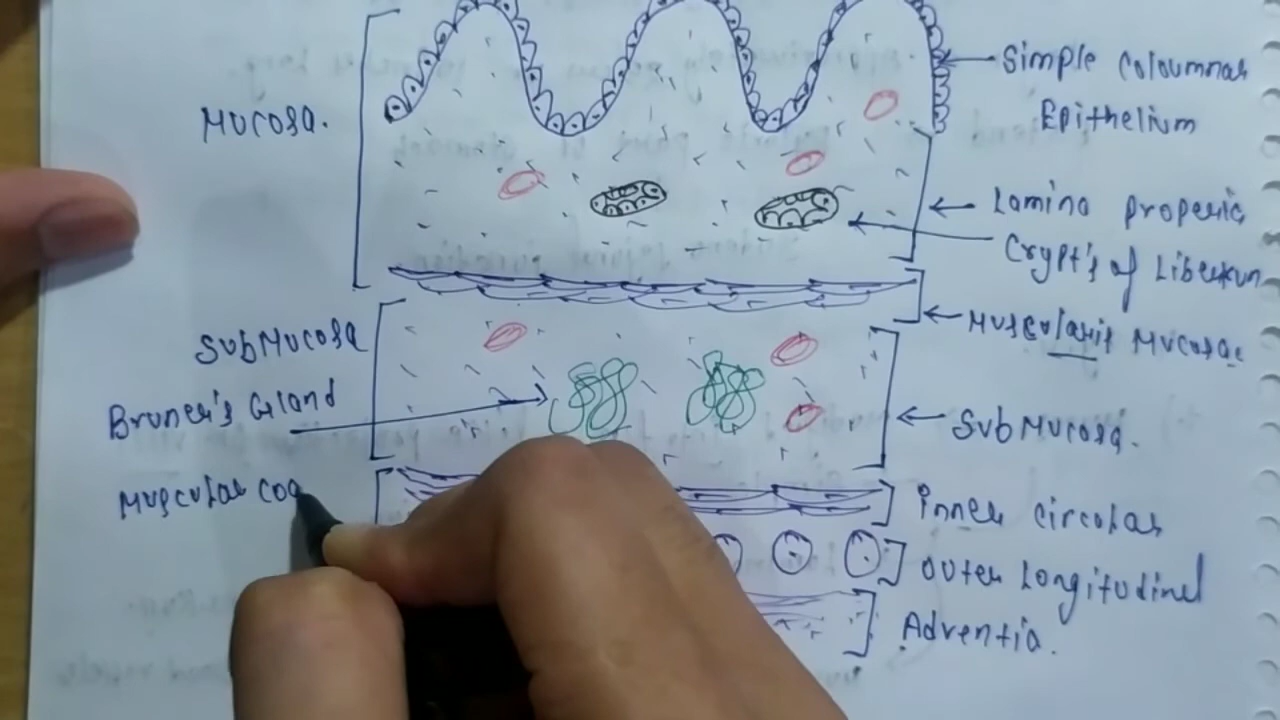 Simple Coloumnar
Epithelium
Mucosa.
Lamina properia
Crypt's of Liberkun
Muscularis Mucosae
SubMucosa
Bruner's Gland
SubMucosa.
Muscular coa
inner circular
outer Longitudinal
Adventia.